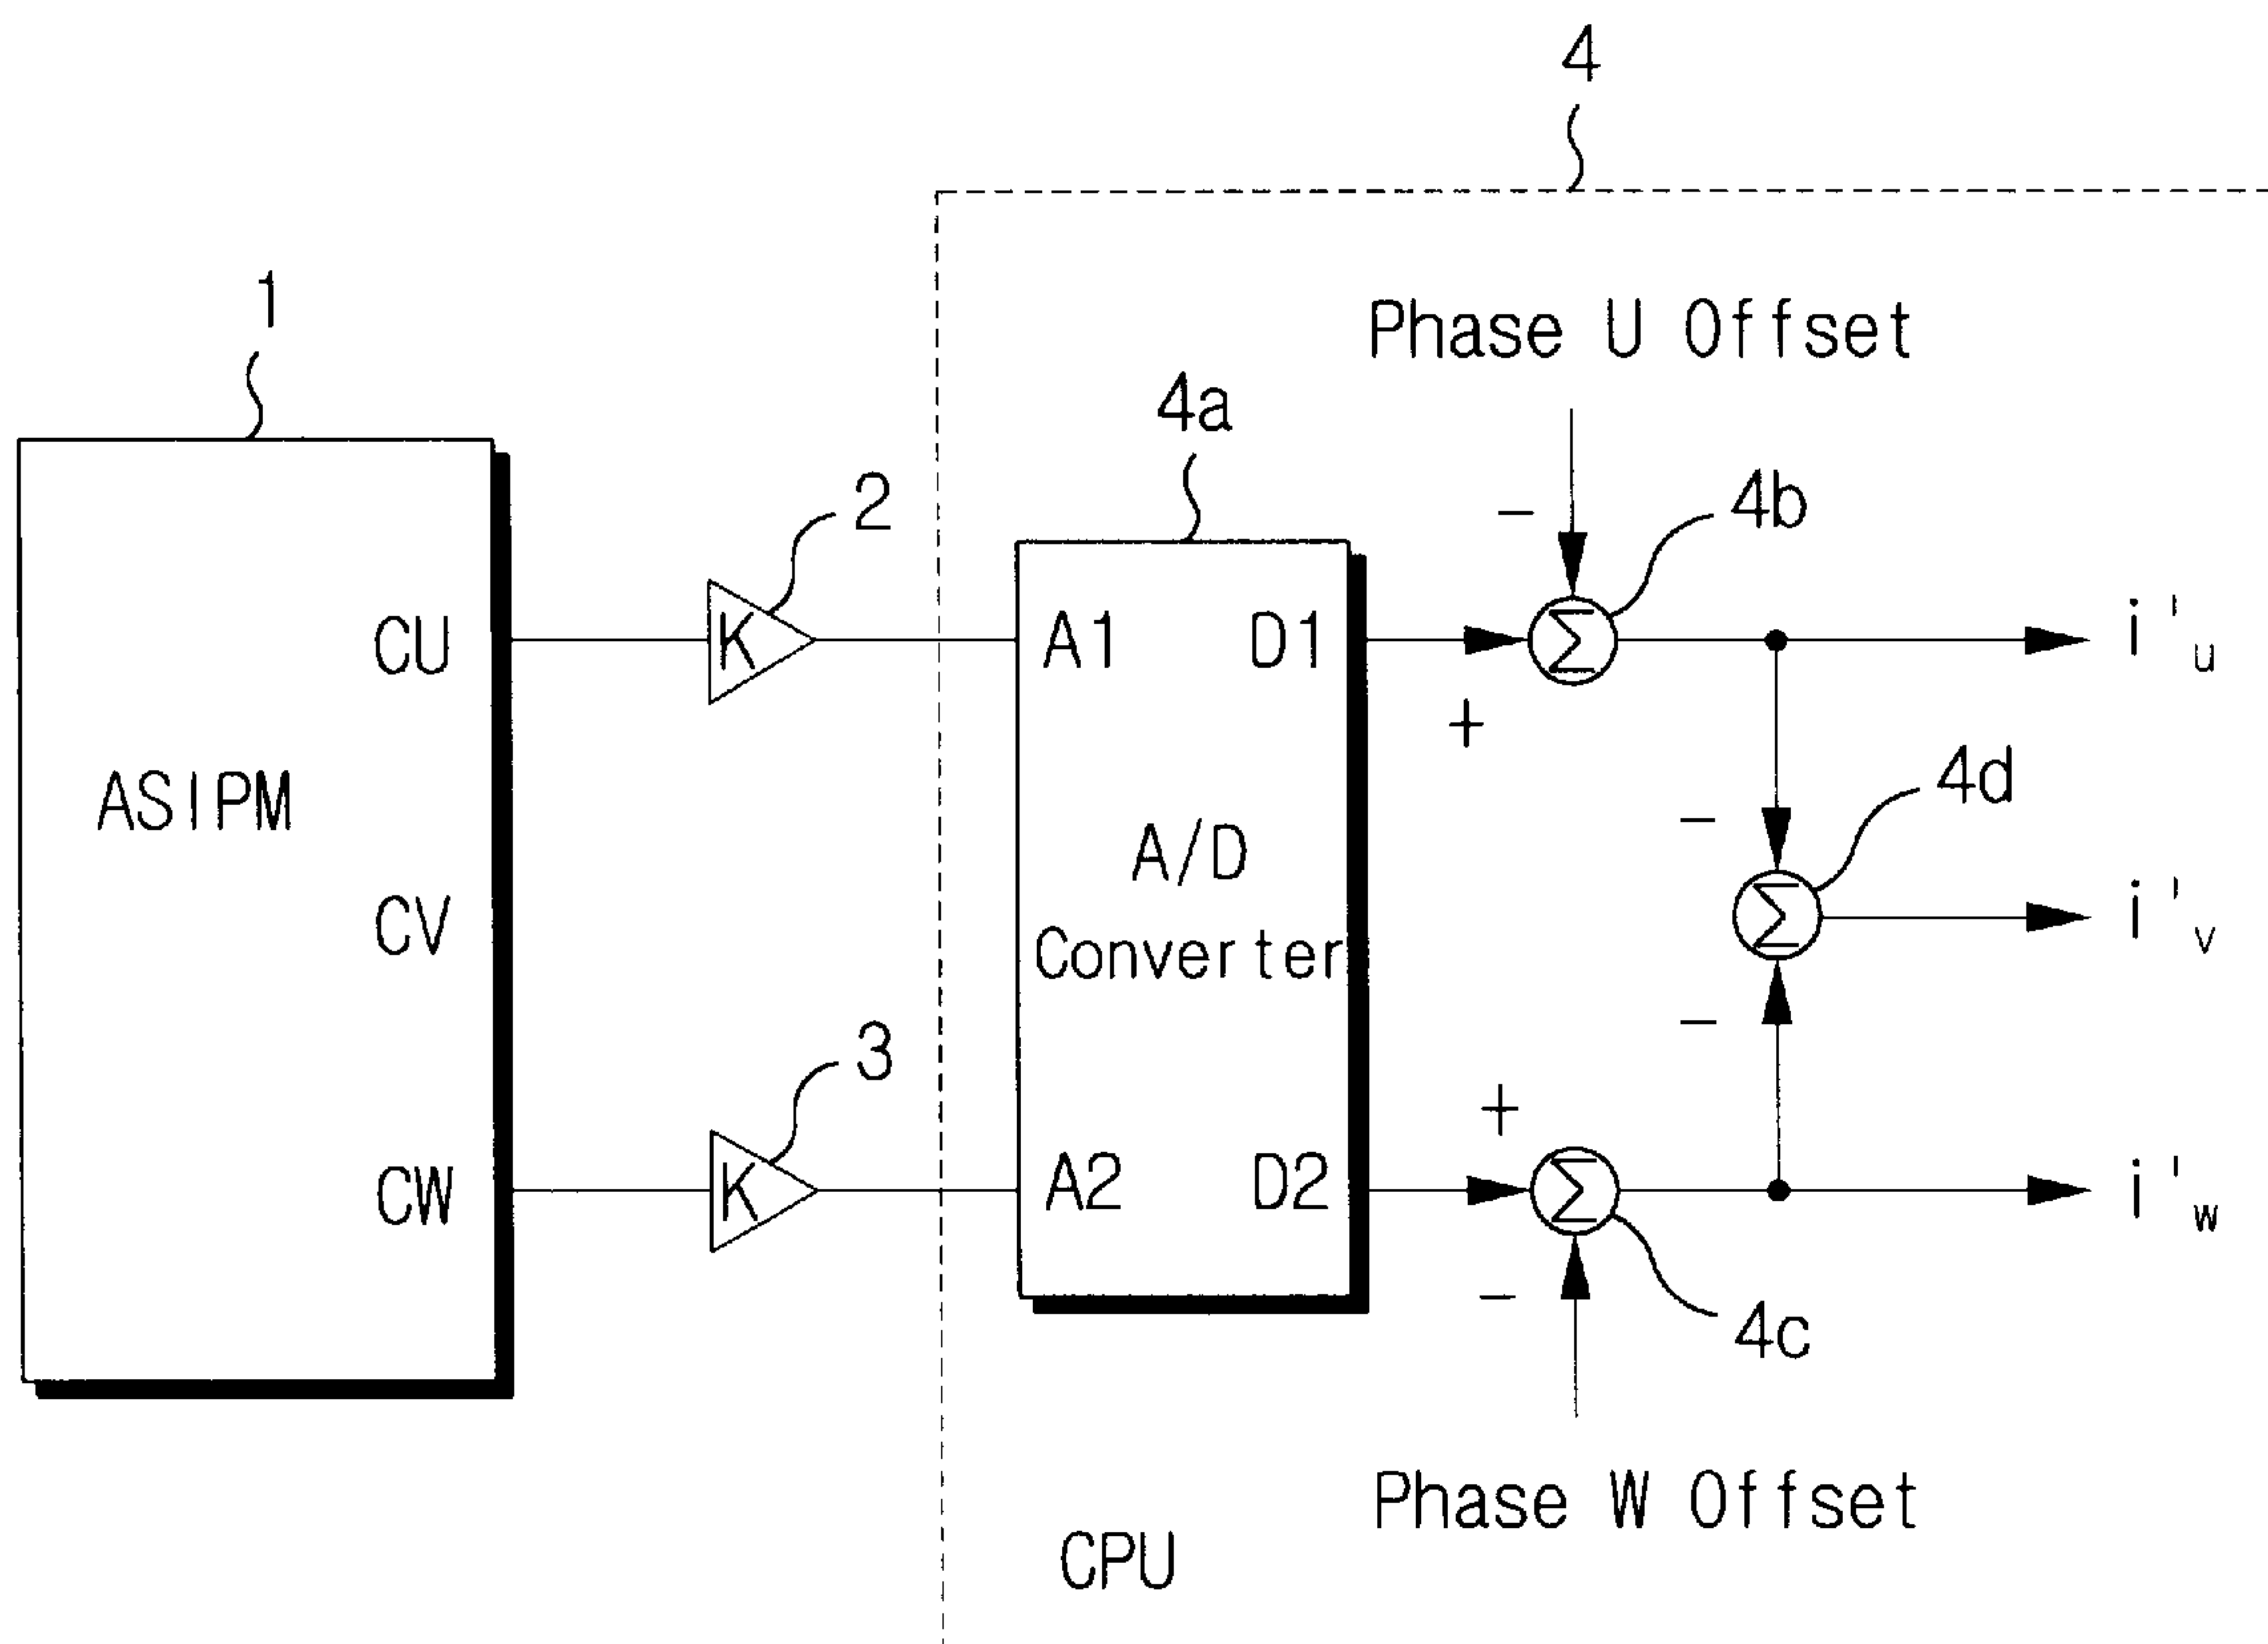 4
1
Phase U Offset
4a
2
4b
CU
K
A1
D1
i'u
+
-
ASIPM
4d
-
A/D
Converter
CV
i'v
-
3
+
CW
K
A2
D2
i'w
-
4c
Phase W Offset
CPU
Σ
Σ
Σ